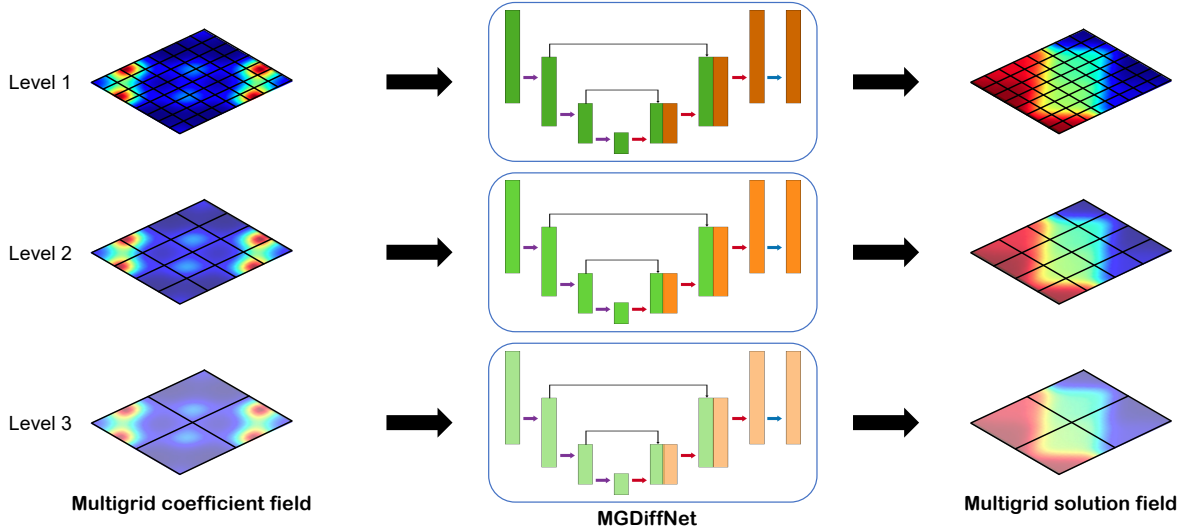 Level 1
Level 2
Level 3
Multigrid coefficient field
MGDiffNet
Multigrid solution field